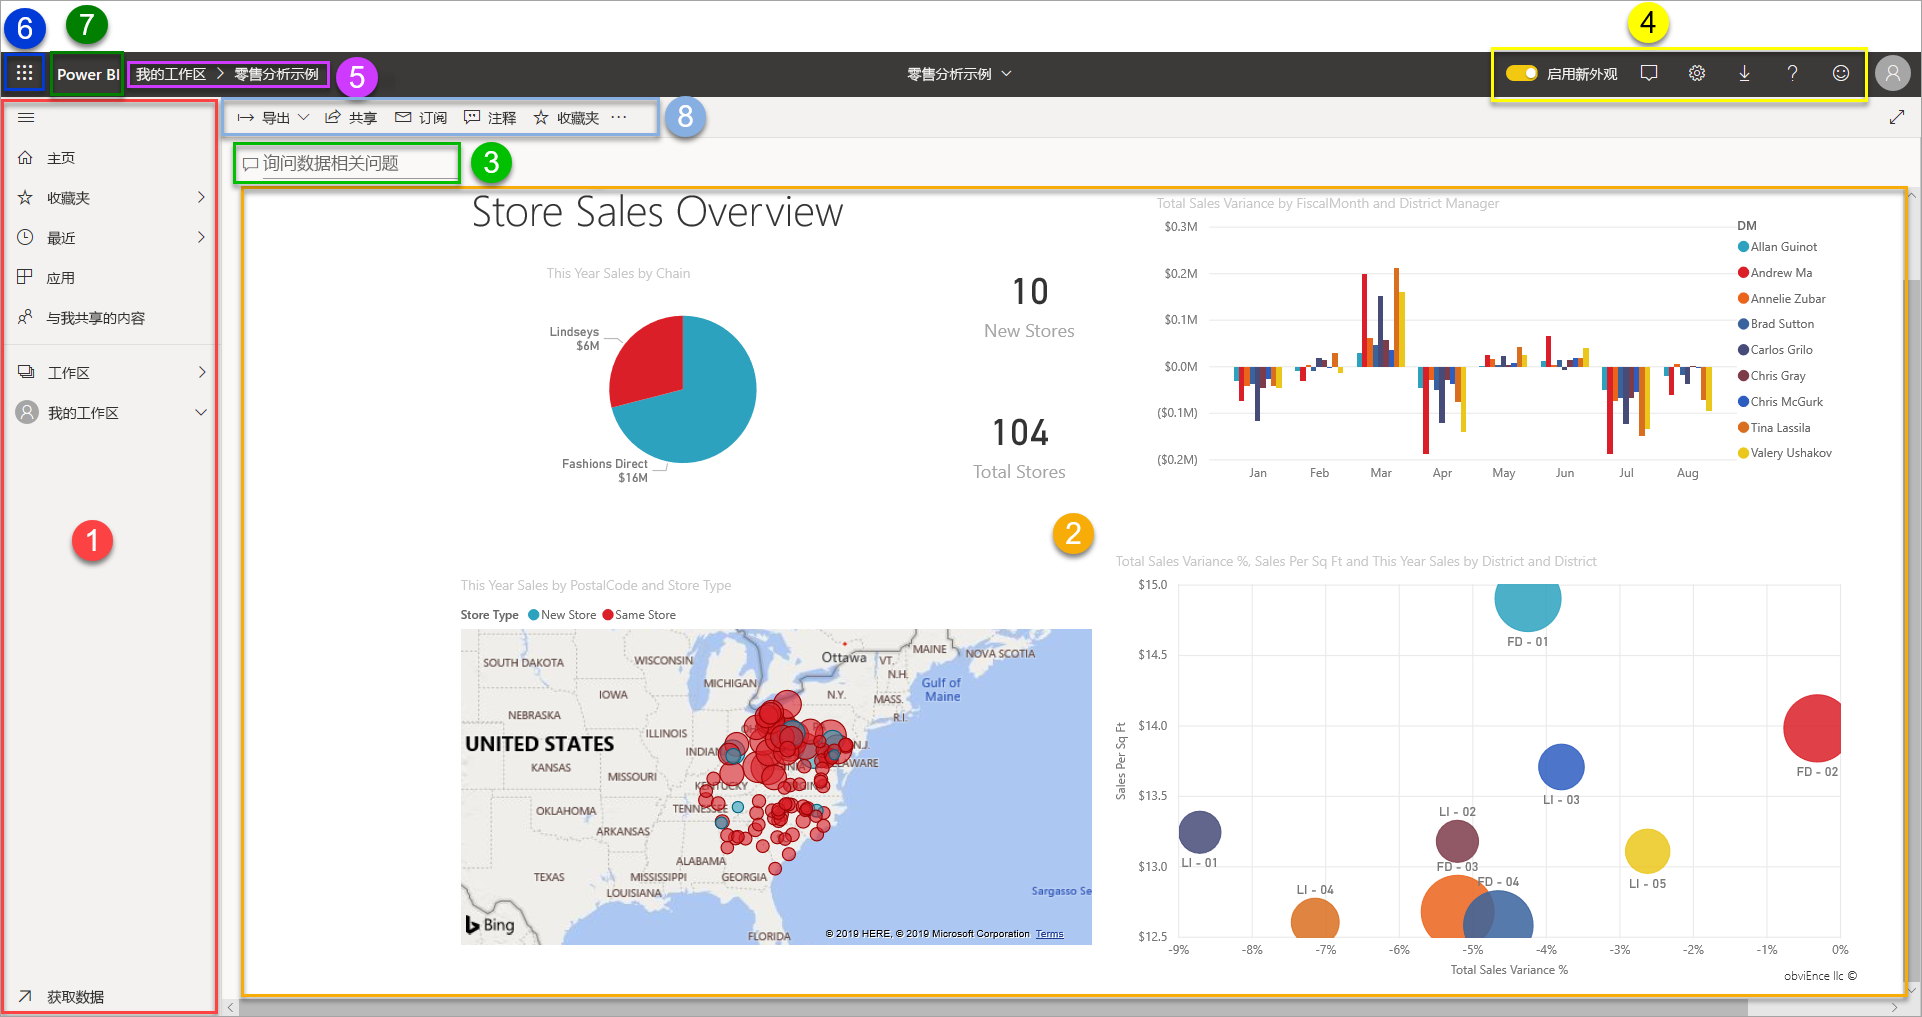 6
7
4
Power BI
我的工作区 > 零售分析示例
5
零售分析示例
启用新外观
导出
共享
订阅
注释
收藏夹
···
8
询问数据相关问题
3
主页
收藏夹
最近
应用
与我共享的内容
工作区
我的工作区
1
获取数据
Store Sales Overview
This Year Sales by Chain
Lindseys
$6M
Fashions Direct
$16M
10
New Stores
104
Total Stores
Total Sales Variance by FiscalMonth and District Manager
$0.3M
$0.2M
$0.1M
$0.0M
($0.1M)
($0.2M)
Jan Feb Mar Apr May Jun Jul Aug
DM
Allan Guinot
Andrew Ma
Annelie Zubar
Brad Sutton
Carlos Grilo
Chris Gray
Chris McGurk
Tina Lassila
Valery Ushakov
2
This Year Sales by PostalCode and Store Type
Store Type New Store Same Store
SOUTH DAKOTA
WISCONSIN
Ottawa
VT.
MAINE
NOVA SCOTIA
N.H.
MICHIGAN
Gulf of
Maine
IOWA
N.Y.
MASS.
NEBRASKA
R.I.
ILLINOIS
UNITED STATES
INDIAN
N.J.
KANSAS
MISSOURI
AWARE
KENTUCKY
OKLAHOMA
TENNESSEE
ARKANSAS
ALABAMA
TEXAS
MISSISSIPPI
GEORGIA
LOUISIANA
Sargasso Se
Bing
FLORIDA
© 2019 HERE, © 2019 Microsoft Corporation Terms
Total Sales Variance %, Sales Per Sq Ft and This Year Sales by District and District
$15.0
$14.5
$14.0
$13.5
$13.0
$12.5
Sales Per Sq Ft
FD - 01
FD - 02
LI - 03
LI - 02
LI - 01
FD - 03
FD - 04
LI - 05
LI - 04
-9% -8% -7% -6% -5% -4% -3% -2% -1% 0%
Total Sales Variance %
obviEnce llc ©